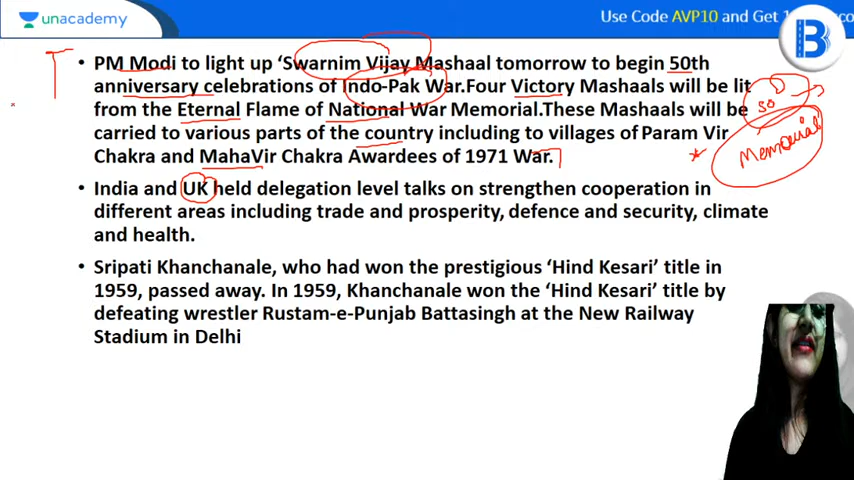 unacademy
Use Code AVP10 and Get 1
B
PM Modi to light up ‘Swarnim Vijay Mashaal tomorrow to begin 50th
anniversary celebrations of Indo-Pak War.Four Victory Mashaals will be lit
from the Eternal Flame of National War Memorial.These Mashaals will be
carried to various parts of the country including to villages of Param Vir
Chakra and MahaVir Chakra Awardees of 1971 War.
50
Memorial
India and UK held delegation level talks on strengthen cooperation in
different areas including trade and prosperity, defence and security, climate
and health.
Sripati Khanchanale, who had won the prestigious ‘Hind Kesari’ title in
1959, passed away. In 1959, Khanchanale won the ‘Hind Kesari’ title by
defeating wrestler Rustam-e-Punjab Battasingh at the New Railway
Stadium in Delhi